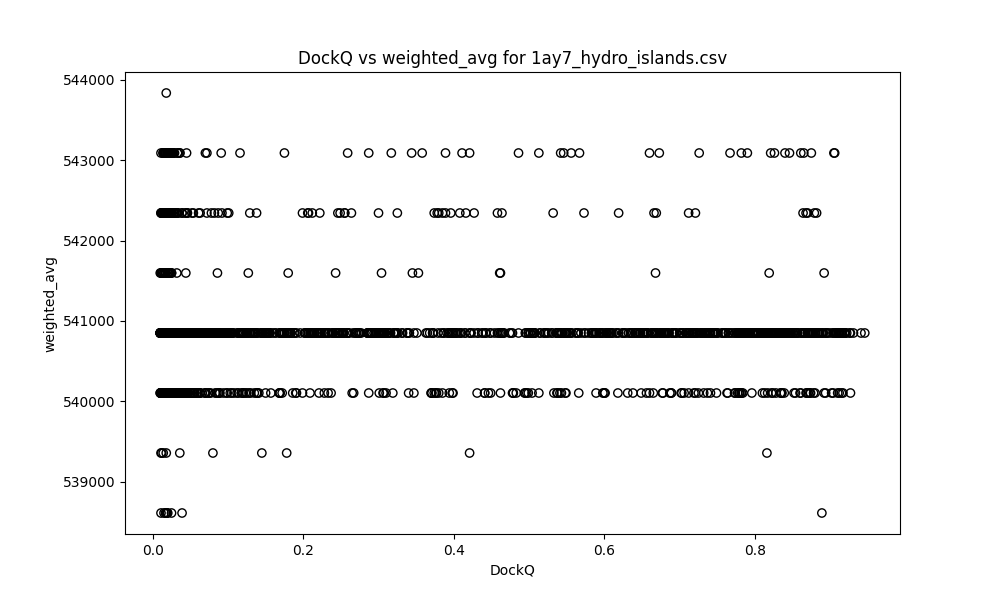 DockQ vs weighted_avg for 1ay7_hydro_islands.csv
544000
543000
542000
541000
540000
539000
weighted_avg
0.0 0.2 0.4 0.6 0.8
DockQ